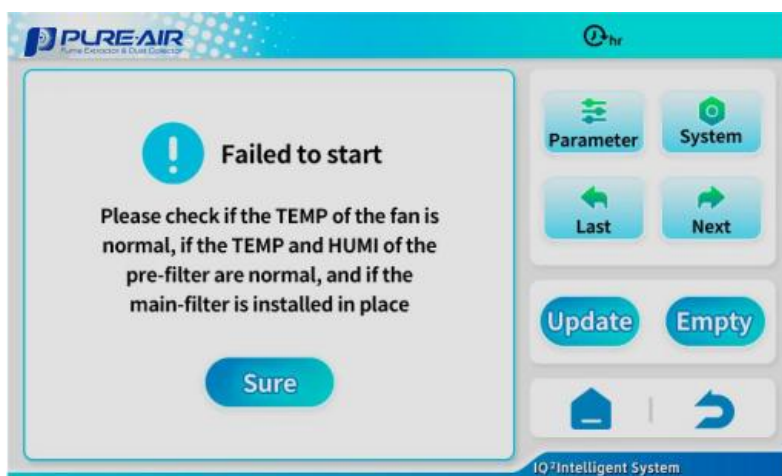 PURE-AIR
Fume Extractor & Dust Collector
hr
Failed to start
Please check if the TEMP of the fan is
normal, if the TEMP and HUMI of the
pre-filter are normal, and if the
main-filter is installed in place
Sure
Parameter
System
Last
Next
Update
Empty
IQ²Intelligent System